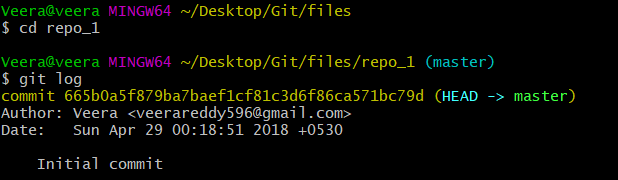 Veera@veera MINGW64 ~/Desktop/Git/files
$ cd repo_1
Veera@veera MINGW64 ~/Desktop/Git/files/repo_1 (master)
$ git log
commit 665b0a5f879ba7baef1cf81c3d6f86ca571bc79d (HEAD -> master)
Author: Veera <veerareddy596@gmail.com>
Date:   Sun Apr 29 00:18:51 2018 +0530
    Initial commit